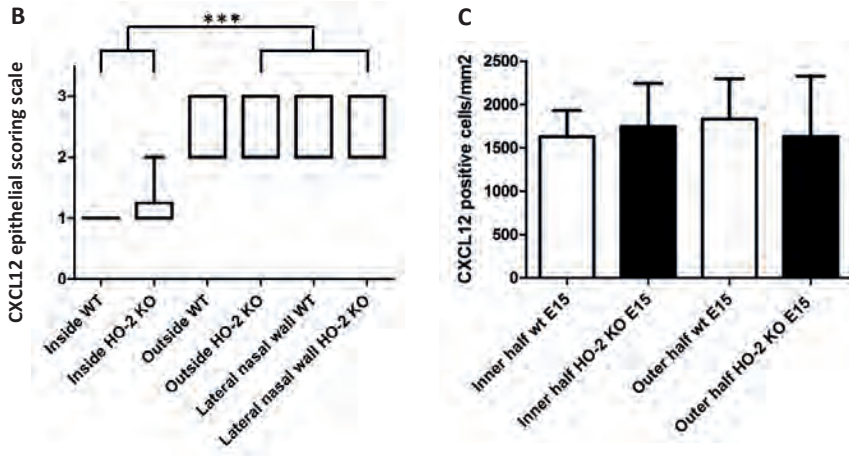 B
***
CXCL12 epithelial scoring scale
3
2
1
0
Inside WT
Inside HO-2 KO
Outside WT
Outside HO-2 KO
Lateral nasal wall WT
Lateral nasal wall HO-2 KO
C
CXCL12 positive cells/mm2
2500
2000
1500
1000
500
0
Inner half wt E15
Inner half HO-2 KO E15
Outer half wt E15
Outer half HO-2 KO E15